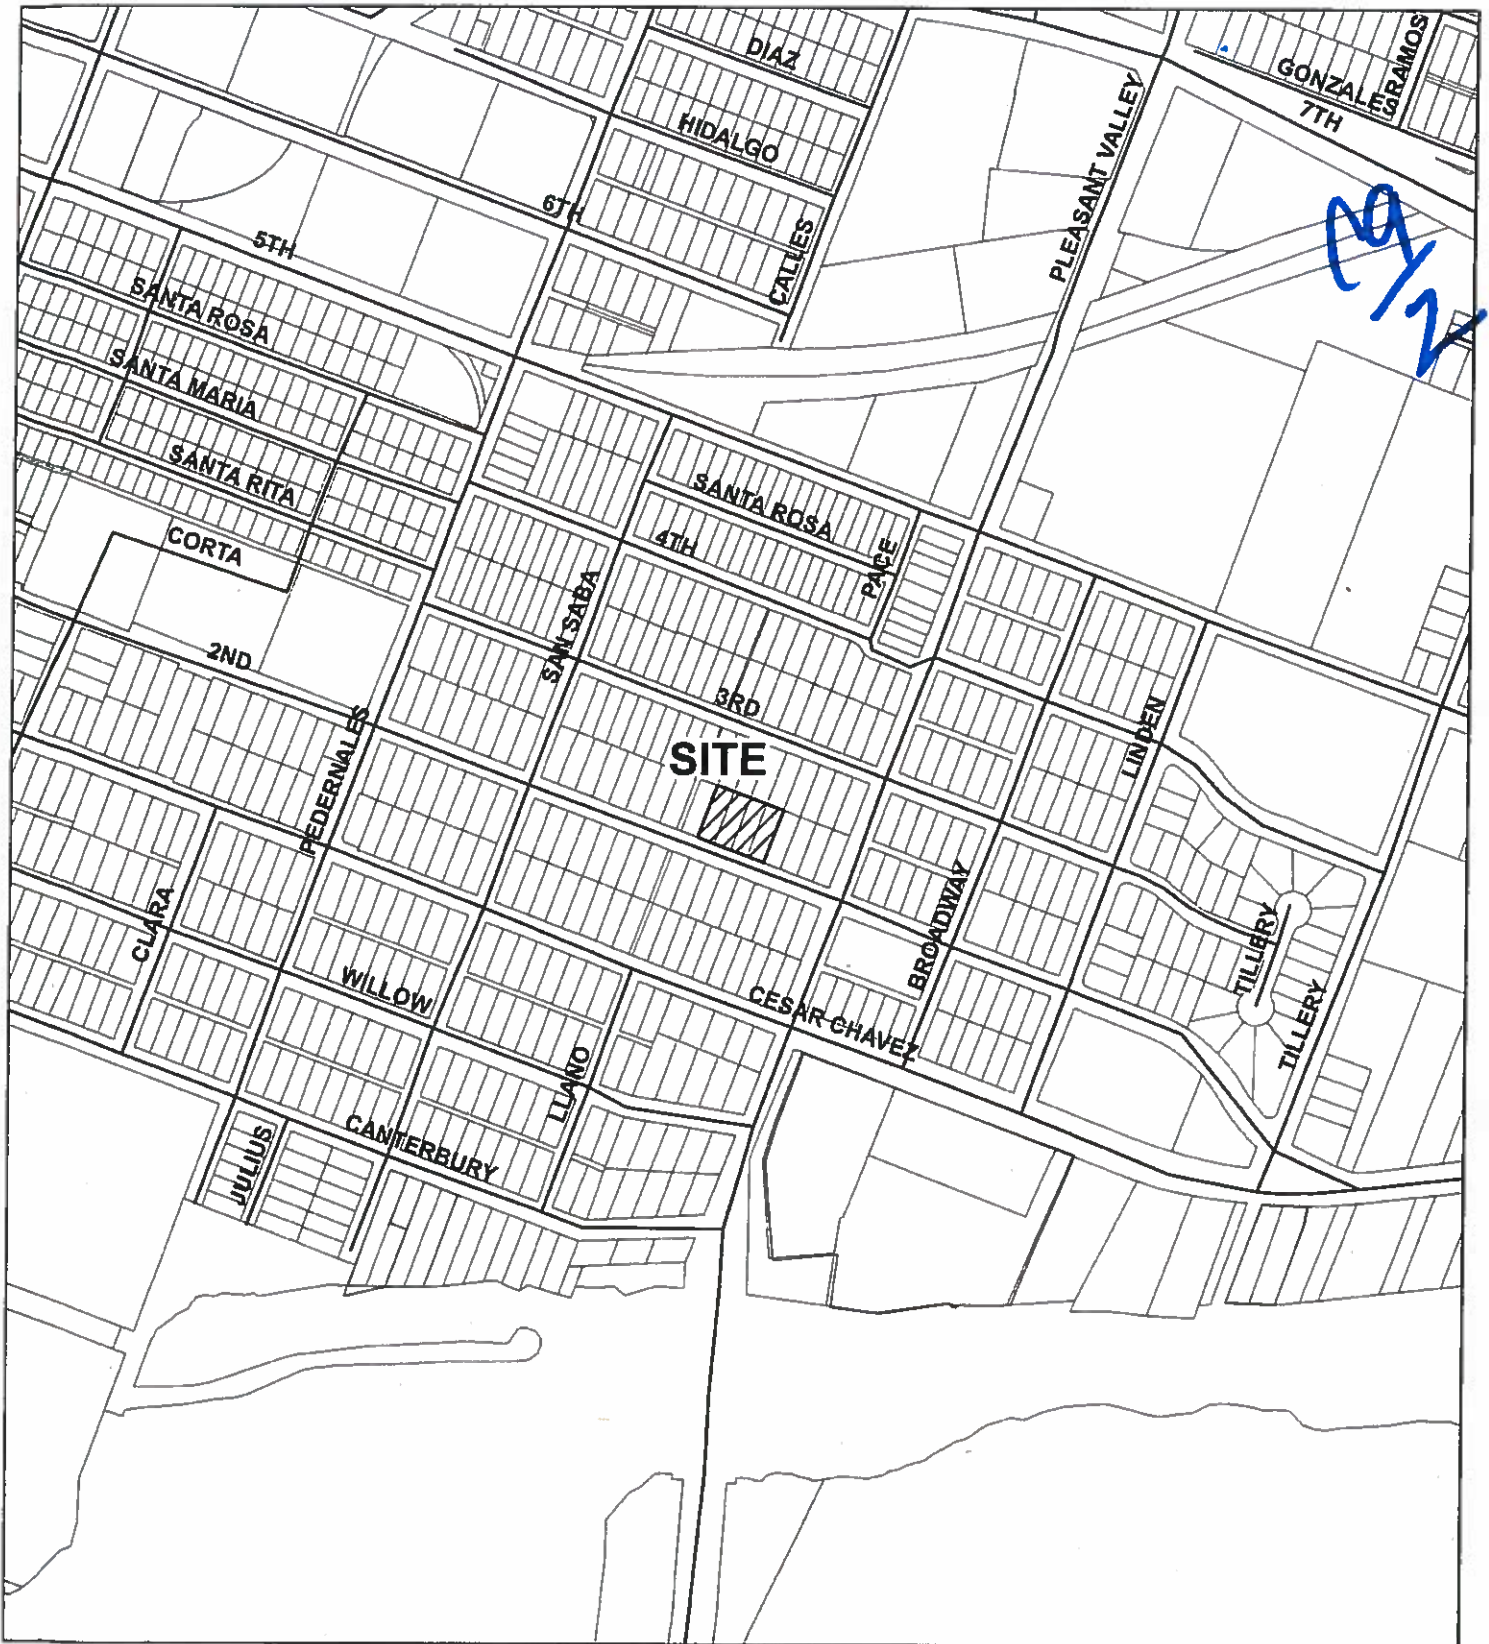 DIAZ
GONZALES
RAMOS
7TH
HIDALGO
PLEASANT VALLEY
6TH
CALLES
5TH
SANTA ROSA
SANTA MARIA
SANTA RITA
SANTA ROSA
4TH
PACE
CORTA
SAN SABA
2ND
3RD
LINDEN
SITE
PEDERNALES
CLARA
BROADWAY
TILLERY
WILLOW
CESAR CHAVEZ
TILLERY
LLANO
CANTERBURY
JULIUS